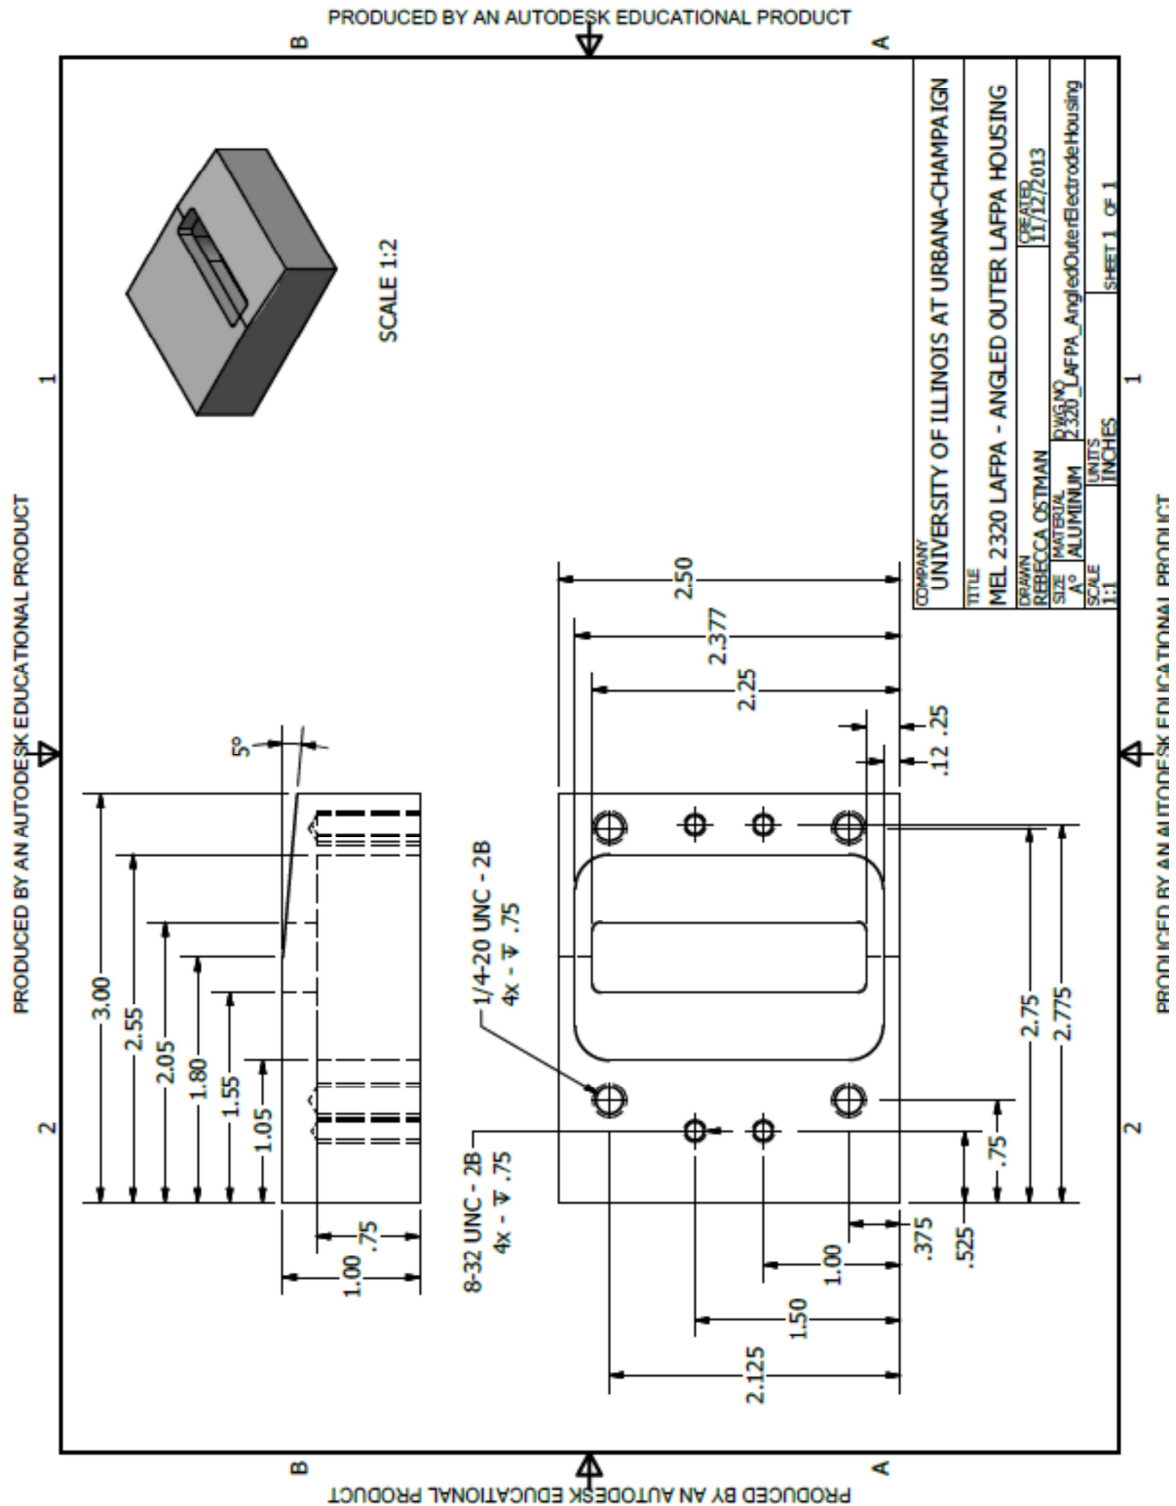 PRODUCED BY AN AUTODESK EDUCATIONAL PRODUCT
PRODUCED BY AN AUTODESK EDUCATIONAL PRODUCT
PRODUCED BY AN AUTODESK EDUCATIONAL PRODUCT
PRODUCED BY AN AUTODESK EDUCATIONAL PRODUCT
2
1
B
B
3.00
2.55
2.05
1.80
1.55
1.05
5°
1.00
.75
SCALE 1:2
8-32 UNC - 2B
4x - ↧ .75
1/4-20 UNC - 2B
4x - ↧ .75
2.125
1.50
1.00
.375
.525
.75
2.75
2.775
.12
.25
2.25
2.377
2.50
A
A
2
1
COMPANY
UNIVERSITY OF ILLINOIS AT URBANA-CHAMPAIGN
TITLE
MEL 2320 LAFPA - ANGLED OUTER LAFPA HOUSING
DRAWN
REBECCA OSTMAN
CREATED
11/12/2013
SIZE
A°
MATERIAL
ALUMINUM
DWG NO
2320_LAFPA_AngledOuterElectrodeHousing
SCALE
1:1
UNITS
INCHES
SHEET 1 OF 1